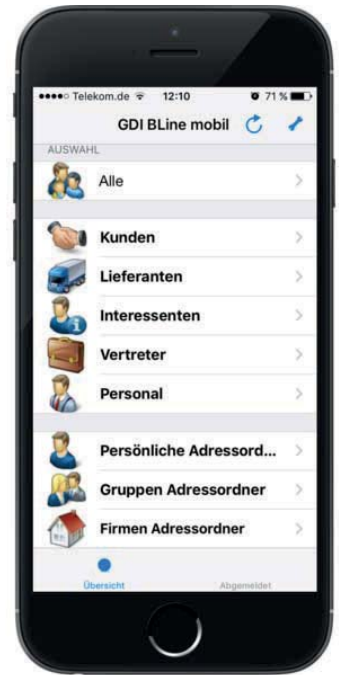 Telekom.de 12:10 71 %
GDI BLine mobil
AUSWAHL
Alle
Kunden
Lieferanten
Interessenten
Vertreter
Personal
Persönliche Adressord...
Gruppen Adressordner
Firmen Adressordner
Übersicht Abgemeldet